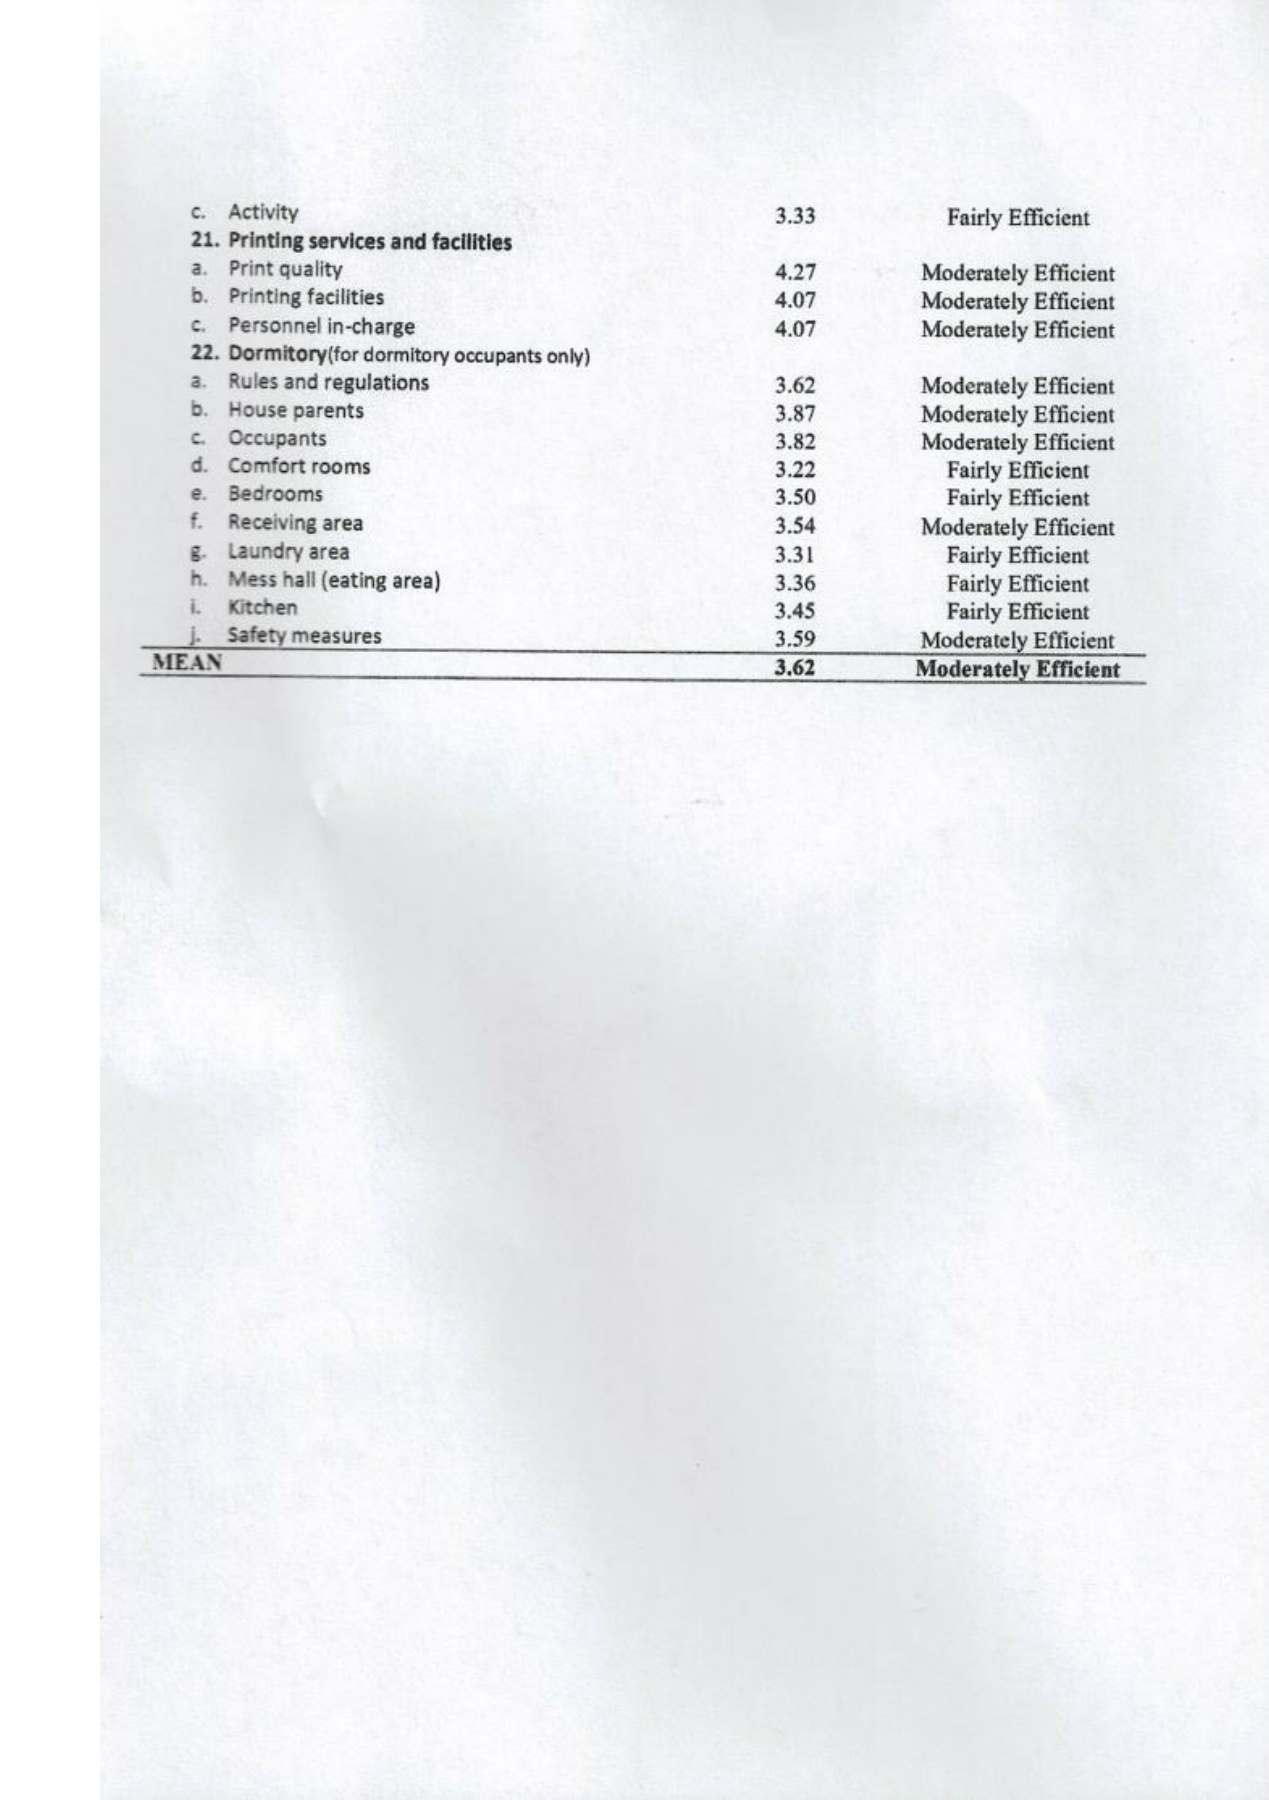 c. Activity 3.33 Fairly Efficient
21. Printing services and facilities
a. Print quality 4.27 Moderately Efficient
b. Printing facilities 4.07 Moderately Efficient
c. Personnel in-charge 4.07 Moderately Efficient
22. Dormitory(for dormitory occupants only)
a. Rules and regulations 3.62 Moderately Efficient
b. House parents 3.87 Moderately Efficient
c. Occupants 3.82 Moderately Efficient
d. Comfort rooms 3.22 Fairly Efficient
e. Bedrooms 3.50 Fairly Efficient
f. Receiving area 3.54 Moderately Efficient
g. Laundry area 3.31 Fairly Efficient
h. Mess hall (eating area) 3.36 Fairly Efficient
i. Kitchen 3.45 Fairly Efficient
j. Safety measures 3.59 Moderately Efficient
MEAN 3.62 Moderately Efficient